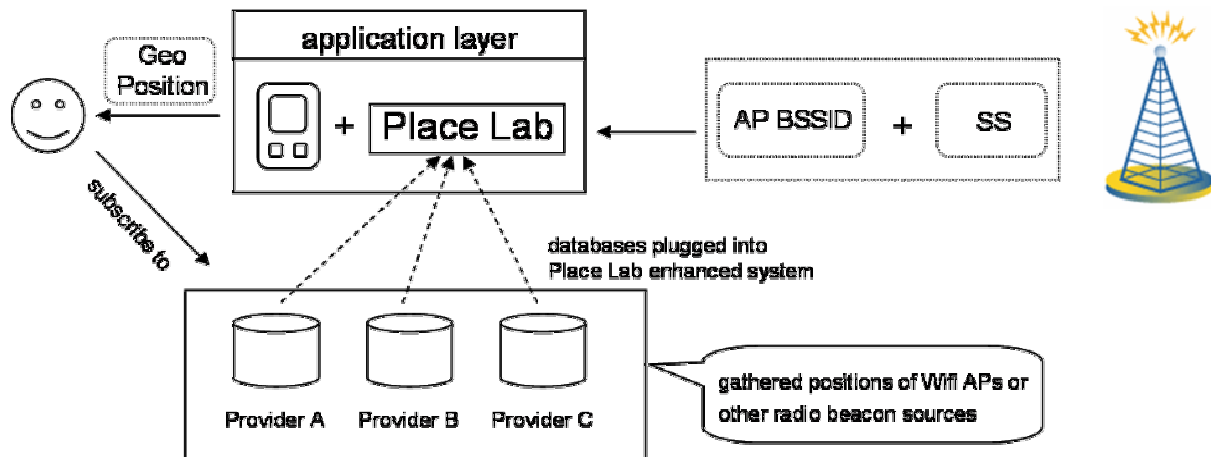 application layer
Geo
Position
+
Place Lab
AP BSSID
+
SS
subscribe to
databases plugged into
Place Lab enhanced system
Provider A
Provider B
Provider C
gathered positions of Wifi APs or
other radio beacon sources